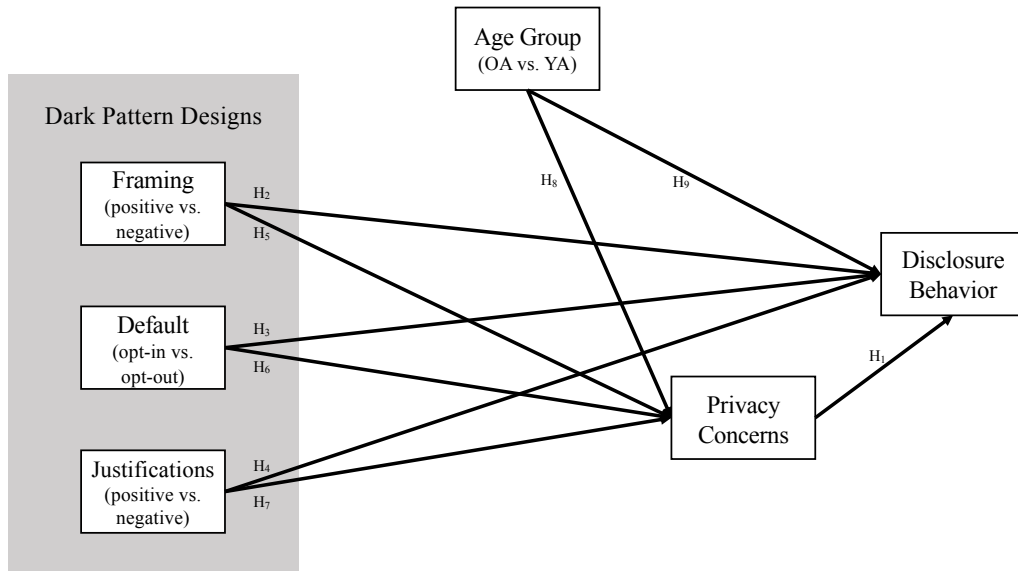 Age Group
(OA vs. YA)
Dark Pattern Designs
Framing
(positive vs.
negative)
H₂
H₅
H₈
H₉
Disclosure
Behavior
Default
(opt-in vs.
opt-out)
H₃
H₆
H₁
Privacy
Concerns
Justifications
(positive vs.
negative)
H₄
H₇